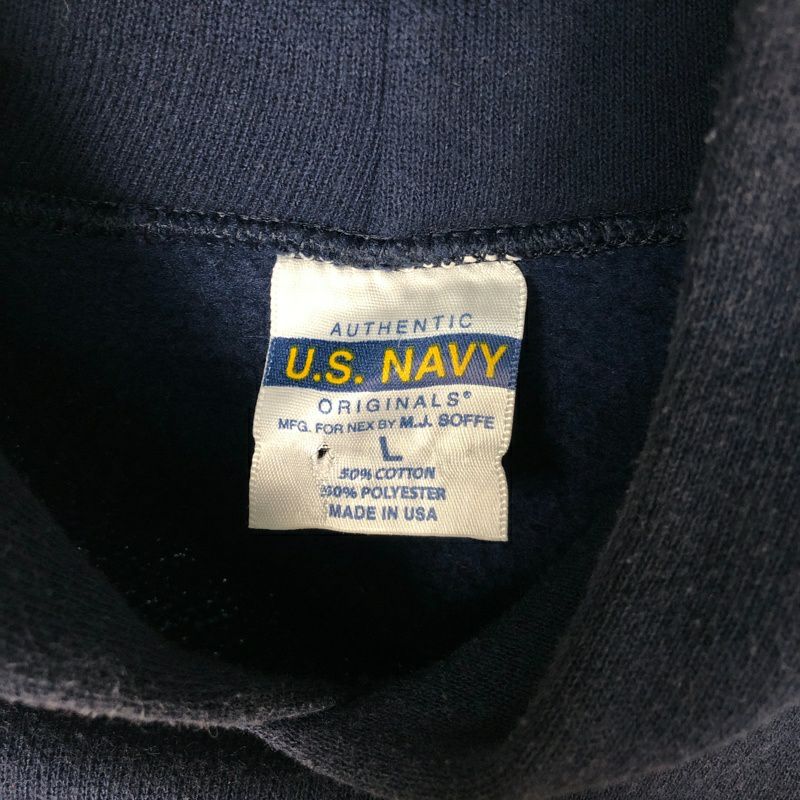 AUTHENTIC
U.S. NAVY
ORIGINALS®
MFG. FOR NEX BY M.J. SOFFE
L
50% COTTON
50% POLYESTER
MADE IN USA